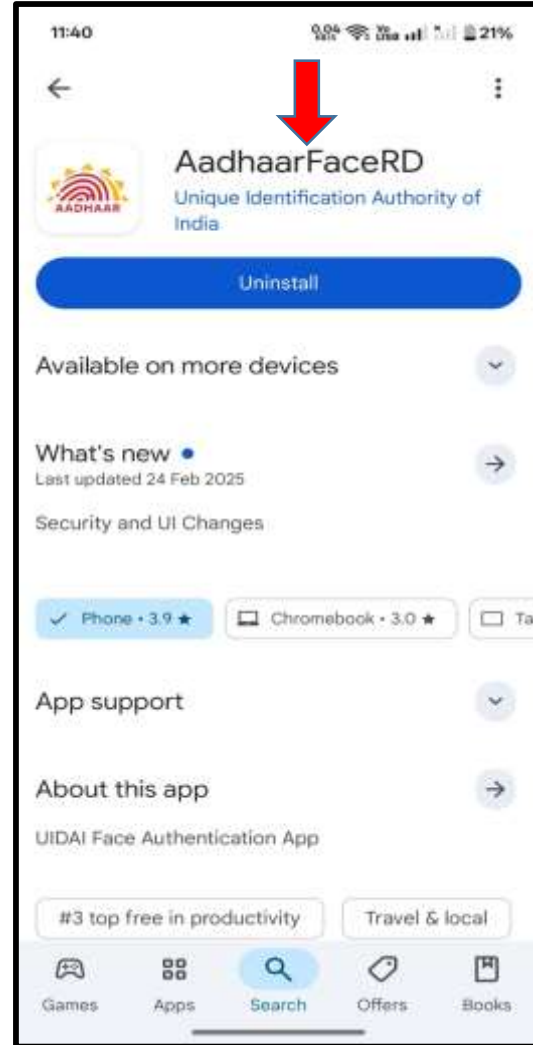 11:40
21%
AadhaarFaceRD
AADHAAR
Unique Identification Authority of
India
Uninstall
Available on more devices
What's new
Last updated 24 Feb 2025
Security and UI Changes
Phone • 3.9 ★ Chromebook • 3.0 ★ Ta
App support
About this app
UIDAI Face Authentication App
#3 top free in productivity Travel & local
Games Apps Search Offers Books